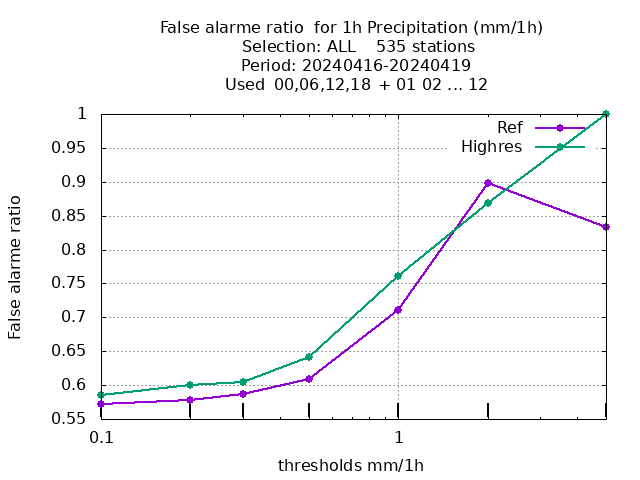 False alarme ratio  for 1h Precipitation (mm/1h)
Selection: ALL    535 stations
Period: 20240416-20240419
Used  00,06,12,18 + 01 02 ... 12
Ref
Highres
False alarme ratio
1
0.95
0.9
0.85
0.8
0.75
0.7
0.65
0.6
0.55
0.1
1
thresholds mm/1h